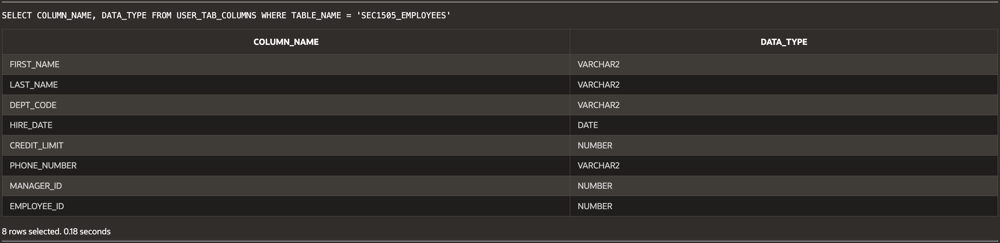 SELECT COLUMN_NAME, DATA_TYPE FROM USER_TAB_COLUMNS WHERE TABLE_NAME = 'SEC1505_EMPLOYEES'
COLUMN_NAME DATA_TYPE
FIRST_NAME VARCHAR2
LAST_NAME VARCHAR2
DEPT_CODE VARCHAR2
HIRE_DATE DATE
CREDIT_LIMIT NUMBER
PHONE_NUMBER VARCHAR2
MANAGER_ID NUMBER
EMPLOYEE_ID NUMBER
8 rows selected. 0.18 seconds